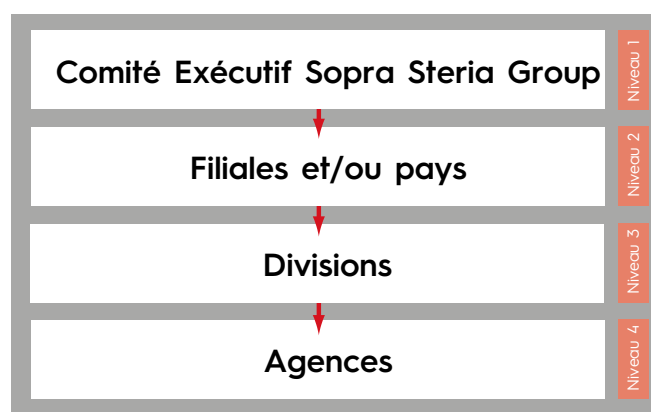 Comité Exécutif Sopra Steria Group
Niveau 1
Filiales et/ou pays
Niveau 2
Divisions
Niveau 3
Agences
Niveau 4